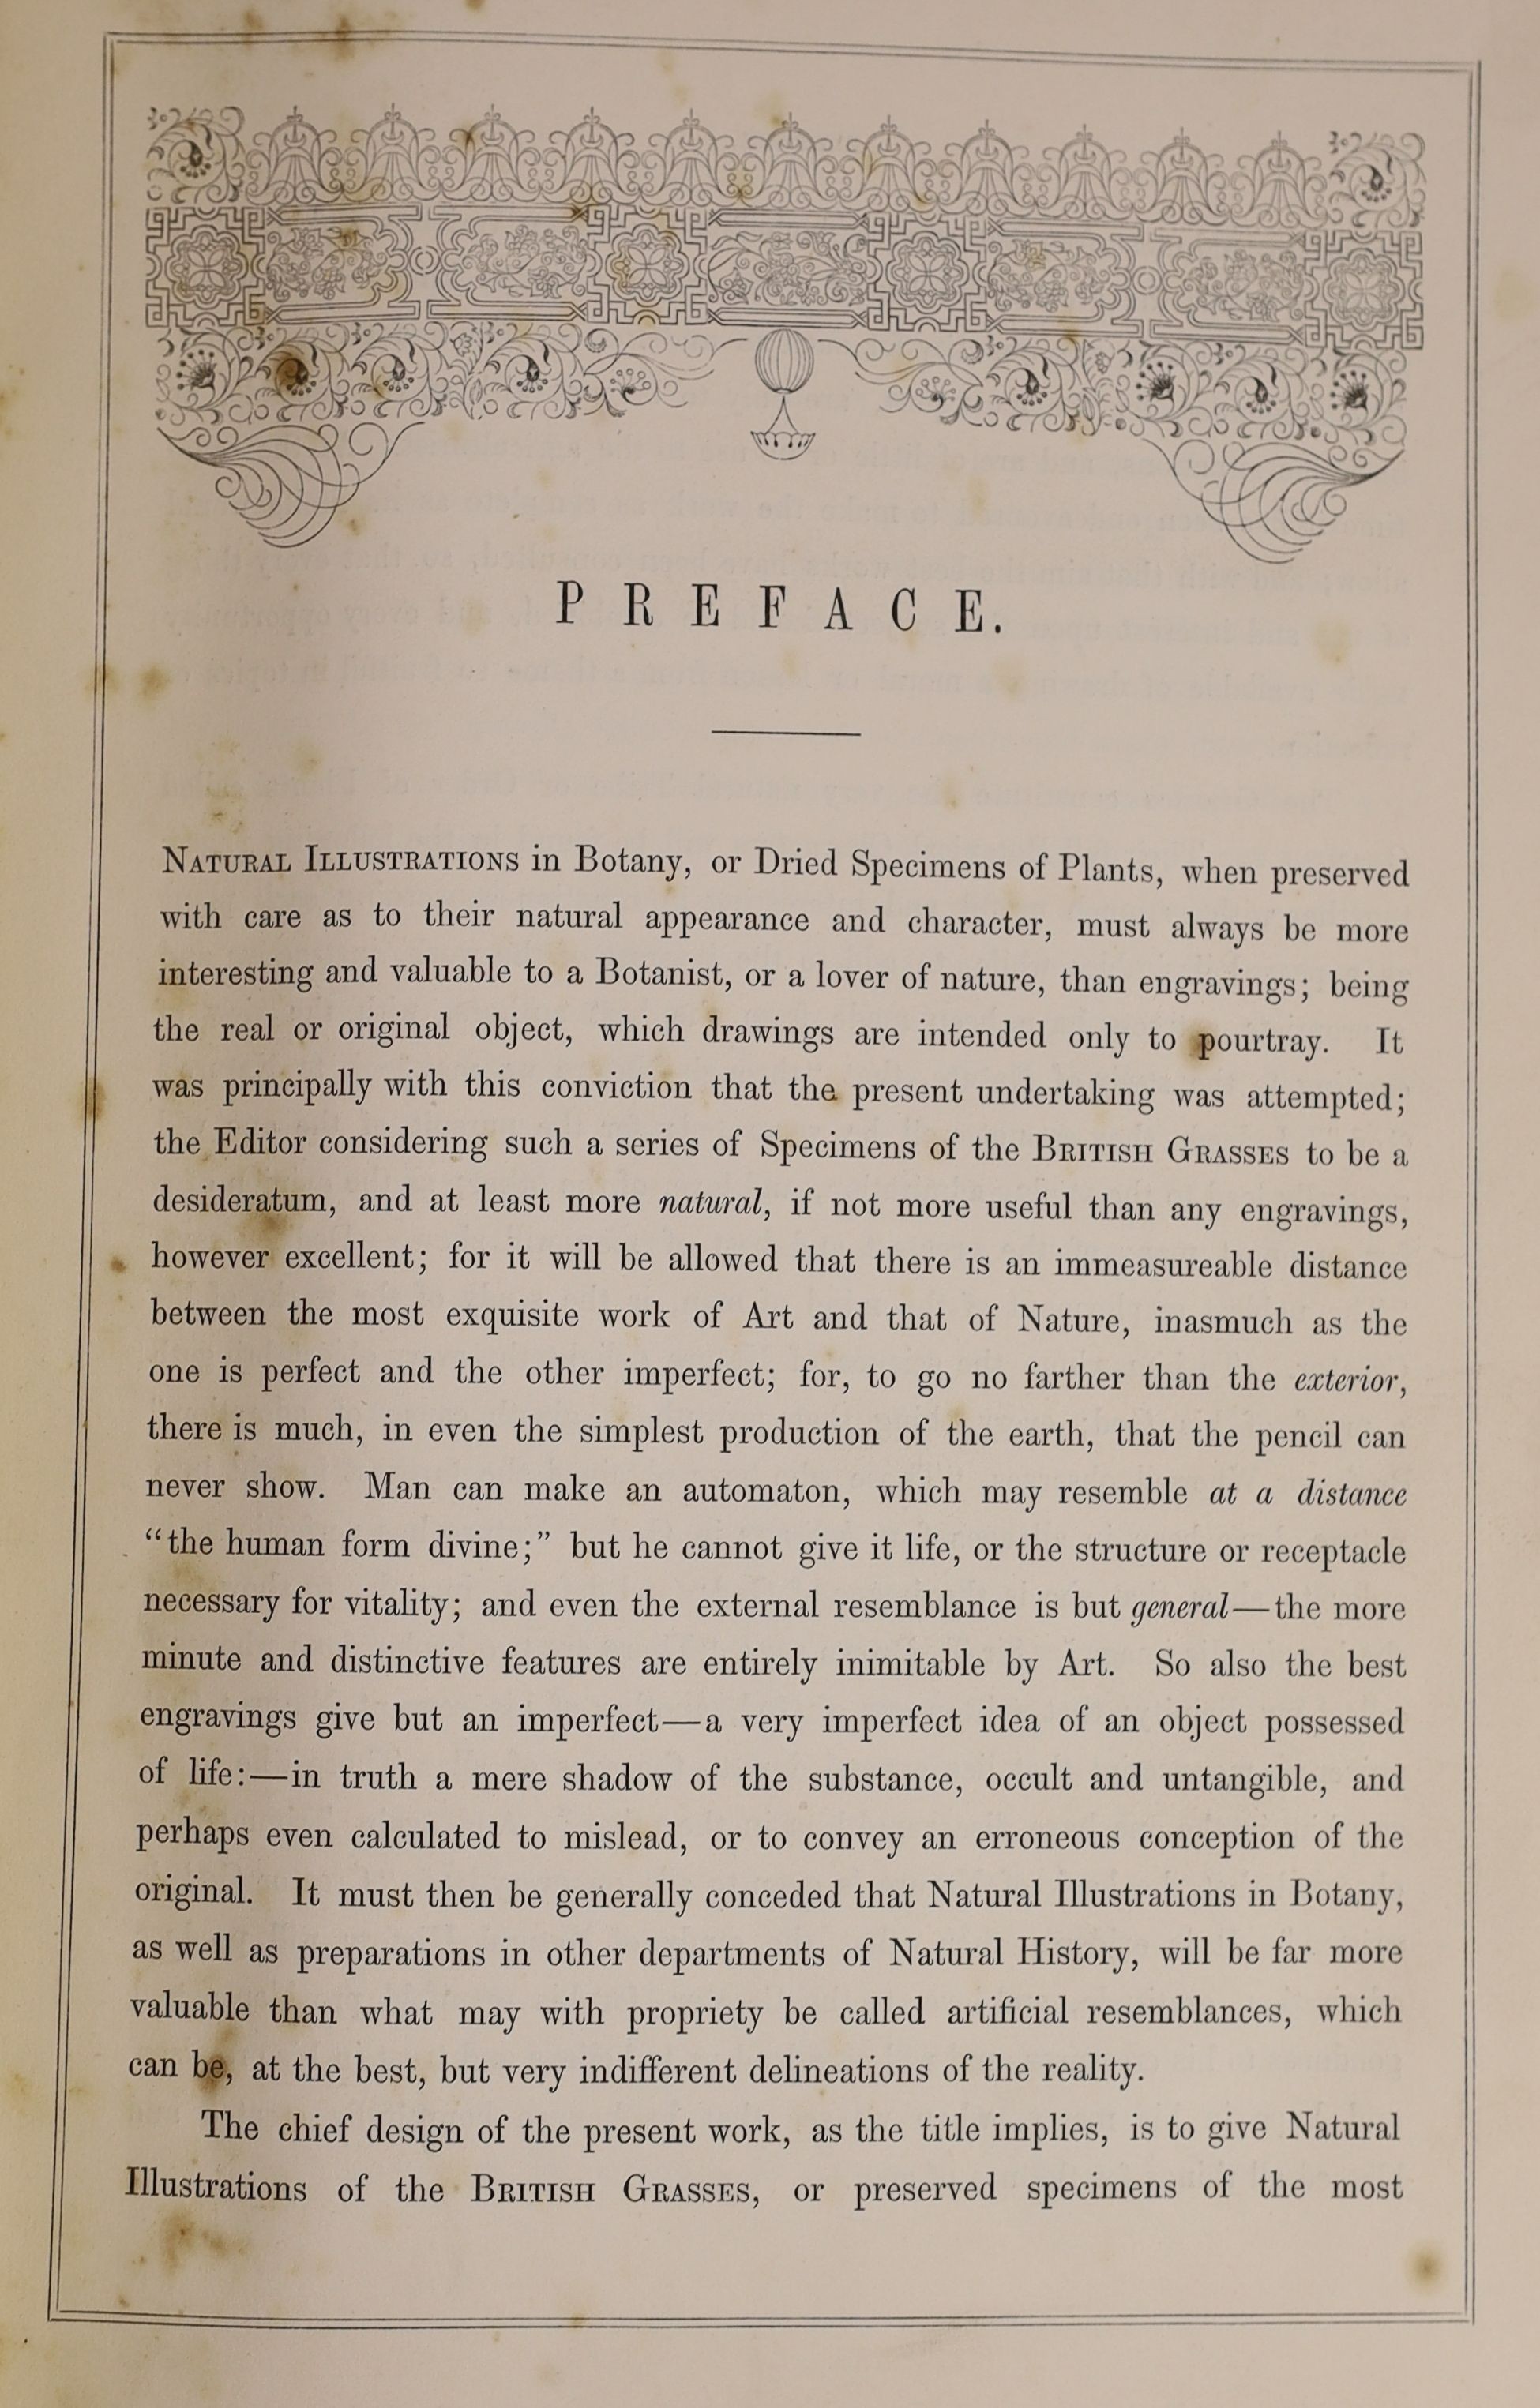 PREFACE.
NATURAL ILLUSTRATIONS in Botany, or Dried Specimens of Plants, when preserved
with care as to their natural appearance and character, must always be more
interesting and valuable to a Botanist, or a lover of nature, than engravings; being
the real or original object, which drawings are intended only to pourtray. It
was principally with this conviction that the present undertaking was attempted;
the Editor considering such a series of Specimens of the BRITISH GRASSES to be a
desideratum, and at least more natural, if not more useful than any engravings,
however excellent; for it will be allowed that there is an immeasureable distance
between the most exquisite work of Art and that of Nature, inasmuch as the
one is perfect and the other imperfect; for, to go no farther than the exterior,
there is much, in even the simplest production of the earth, that the pencil can
never show. Man can make an automaton, which may resemble at a distance
“the human form divine;” but he cannot give it life, or the structure or receptacle
necessary for vitality; and even the external resemblance is but general—the more
minute and distinctive features are entirely inimitable by Art. So also the best
engravings give but an imperfect—a very imperfect idea of an object possessed
of life:—in truth a mere shadow of the substance, occult and untangible, and
perhaps even calculated to mislead, or to convey an erroneous conception of the
original. It must then be generally conceded that Natural Illustrations in Botany,
as well as preparations in other departments of Natural History, will be far more
valuable than what may with propriety be called artificial resemblances, which
can be, at the best, but very indifferent delineations of the reality.
The chief design of the present work, as the title implies, is to give Natural
Illustrations of the BRITISH GRASSES, or preserved specimens of the most